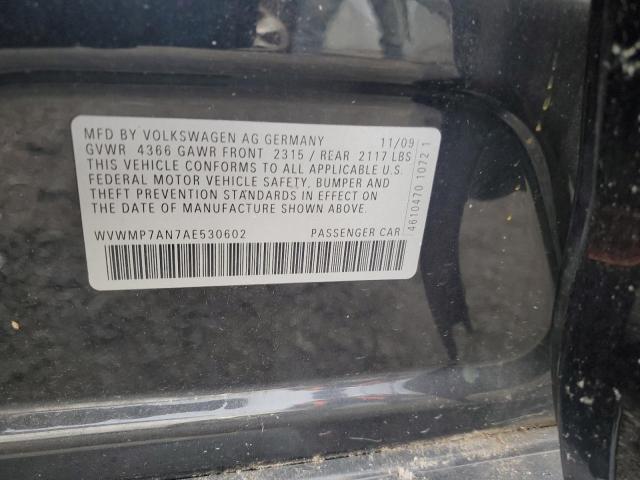 MFD BY VOLKSWAGEN AG GERMANY 11/09
GVWR 4366 GAWR FRONT 2315 / REAR 2117 LBS
THIS VEHICLE CONFORMS TO ALL APPLICABLE U.S.
FEDERAL MOTOR VEHICLE SAFETY, BUMPER AND
THEFT PREVENTION STANDARDS IN EFFECT ON
THE DATE OF MANUFACTURE SHOWN ABOVE.
WVWMP7AN7AE530602 PASSENGER CAR
4610470 1072 1